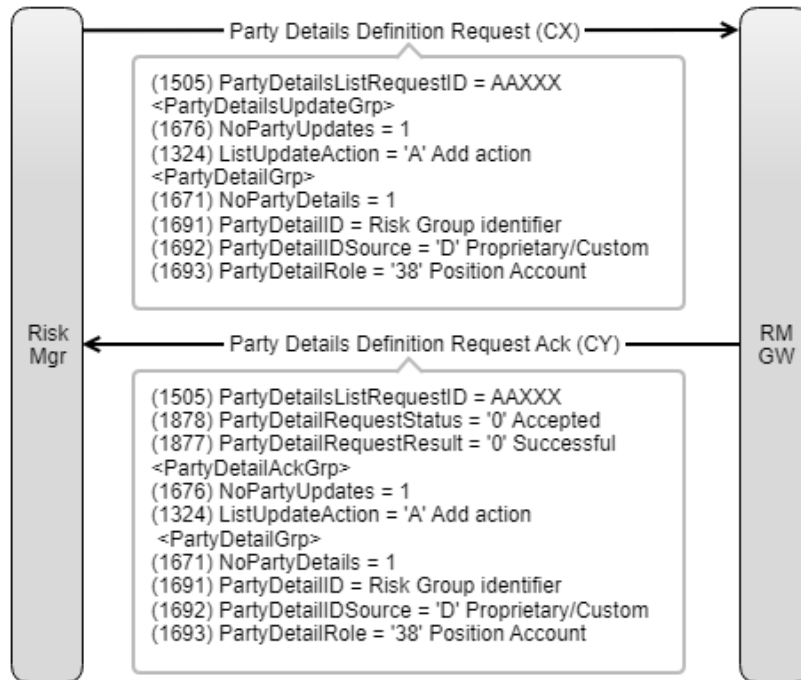 Party Details Definition Request (CX)
(1505) PartyDetailsListRequestID = AAXXX
<PartyDetailsUpdateGrp>
(1676) NoPartyUpdates = 1
(1324) ListUpdateAction = 'A' Add action
<PartyDetailGrp>
(1671) NoPartyDetails = 1
(1691) PartyDetailID = Risk Group identifier
(1692) PartyDetailIDSource = 'D' Proprietary/Custom
(1693) PartyDetailRole = '38' Position Account
Risk
Mgr
RM
GW
Party Details Definition Request Ack (CY)
(1505) PartyDetailsListRequestID = AAXXX
(1878) PartyDetailRequestStatus = '0' Accepted
(1877) PartyDetailRequestResult = '0' Successful
<PartyDetailAckGrp>
(1676) NoPartyUpdates = 1
(1324) ListUpdateAction = 'A' Add action
<PartyDetailGrp>
(1671) NoPartyDetails = 1
(1691) PartyDetailID = Risk Group identifier
(1692) PartyDetailIDSource = 'D' Proprietary/Custom
(1693) PartyDetailRole = '38' Position Account